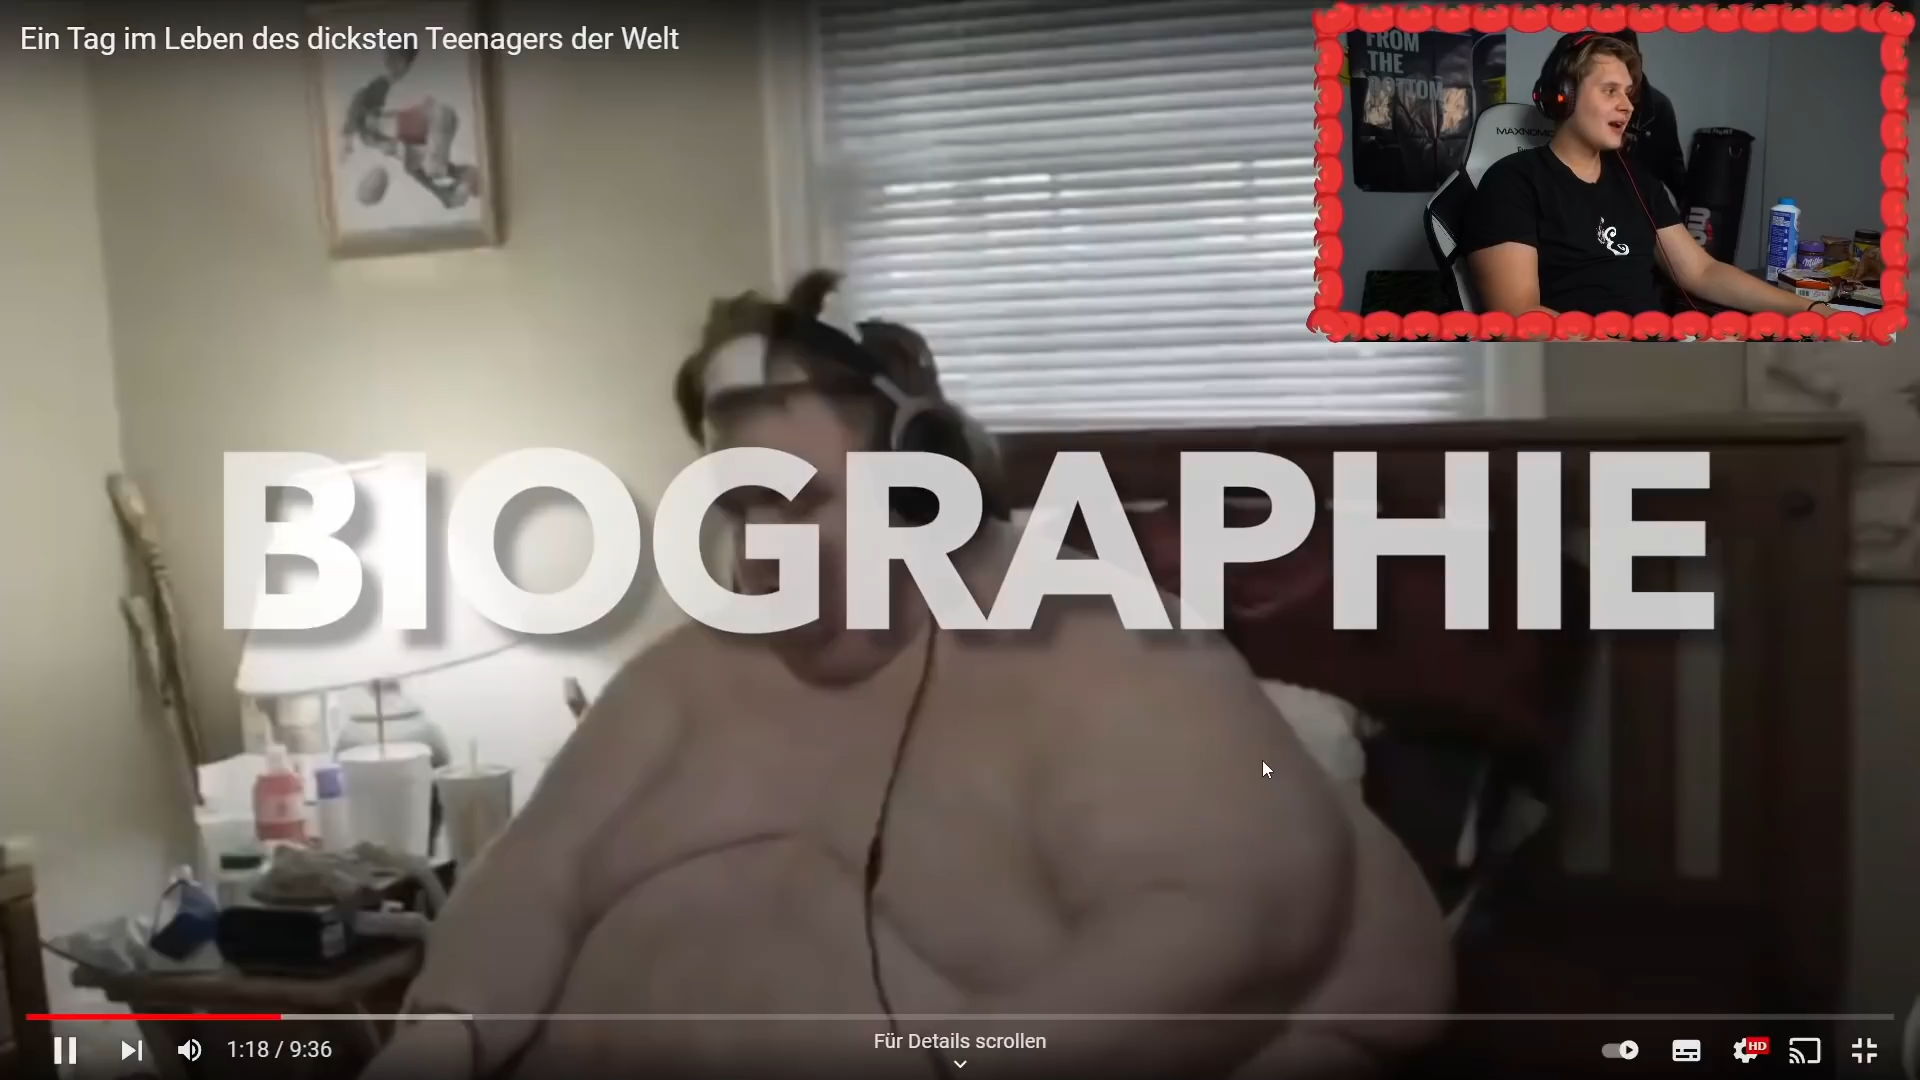 Ein Tag im Leben des dicksten Teenagers der Welt
FROM
THE
BOTTOM
MAXNOMIC
BIOGRAPHIE
1:18 / 9:36
Für Details scrollen
HD